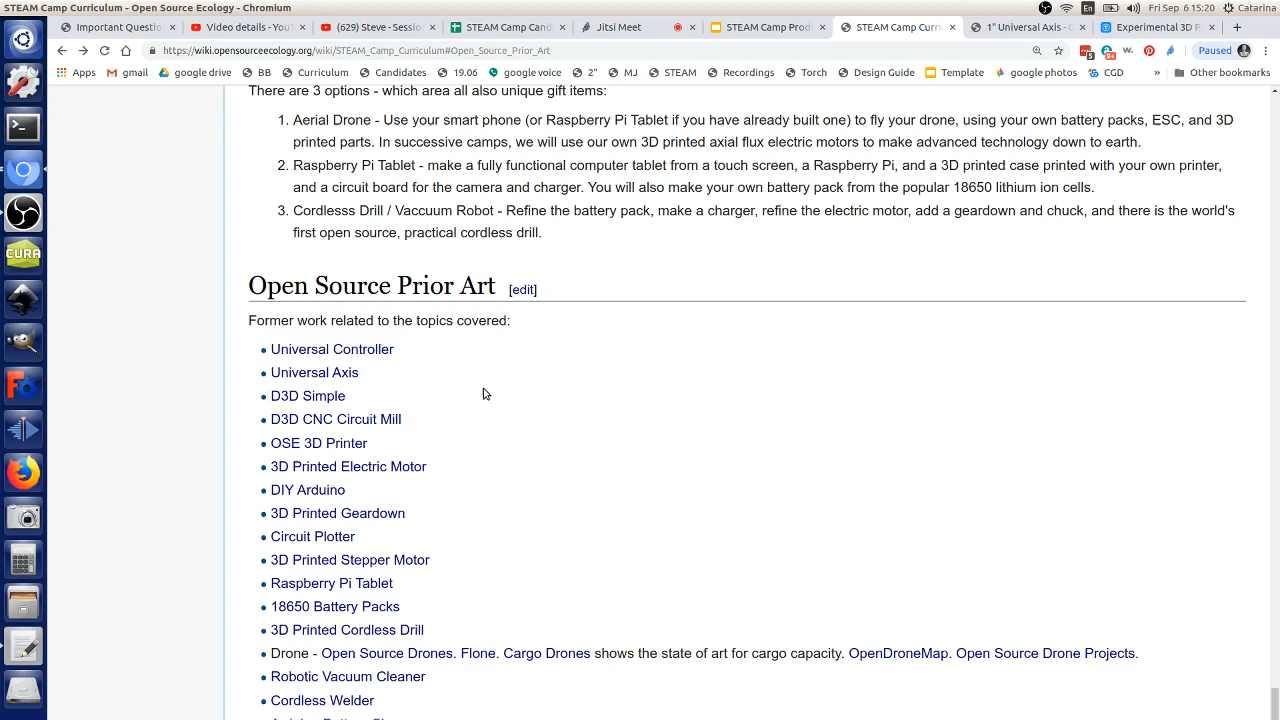 STEAM Camp Curriculum - Open Source Ecology - Chromium
En
Fri Sep 6 15:20
Catarina
Important Questio
Video details - You
(629) Steve - Dist
STEAM Camp Cand
Jitsi Meet
STEAM Camp Prod
STEAM Camp Curri
1" Universal Axis - C
Experimental 3D P
https://wiki.opensourceecology.org/wiki/STEAM_Camp_Curriculum#Open_Source_Prior_Art
Paused
Apps
gmail
google drive
BB
Curriculum
Candidates
19.06
google voice
2"
MJ
STEAM
Recordings
Torch
Design Guide
Template
google photos
CGD
»
Other bookmarks
There are 3 options - which area all also unique gift items:
1. Aerial Drone - Use your smart phone (or Raspberry Pi Tablet if you have already built one) to fly your drone, using your own battery packs, ESC, and 3D
printed parts. In successive camps, we will use our own 3D printed axial flux electric motors to make advanced technology down to earth.
2. Raspberry Pi Tablet - make a fully functional computer tablet from a touch screen, a Raspberry Pi, and a 3D printed case printed with your own printer,
and a circuit board for the camera and charger. You will also make your own battery pack from the popular 18650 lithium ion cells.
3. Cordlesss Drill / Vaccuum Robot - Refine the battery pack, make a charger, refine the electric motor, add a geardown and chuck, and there is the world's
first open source, practical cordless drill.
Open Source Prior Art [edit]
Former work related to the topics covered:
Universal Controller
Universal Axis
D3D Simple
D3D CNC Circuit Mill
OSE 3D Printer
3D Printed Electric Motor
DIY Arduino
3D Printed Geardown
Circuit Plotter
3D Printed Stepper Motor
Raspberry Pi Tablet
18650 Battery Packs
3D Printed Cordless Drill
Drone - Open Source Drones. Flone. Cargo Drones shows the state of art for cargo capacity. OpenDroneMap. Open Source Drone Projects.
Robotic Vacuum Cleaner
Cordless Welder
CURA